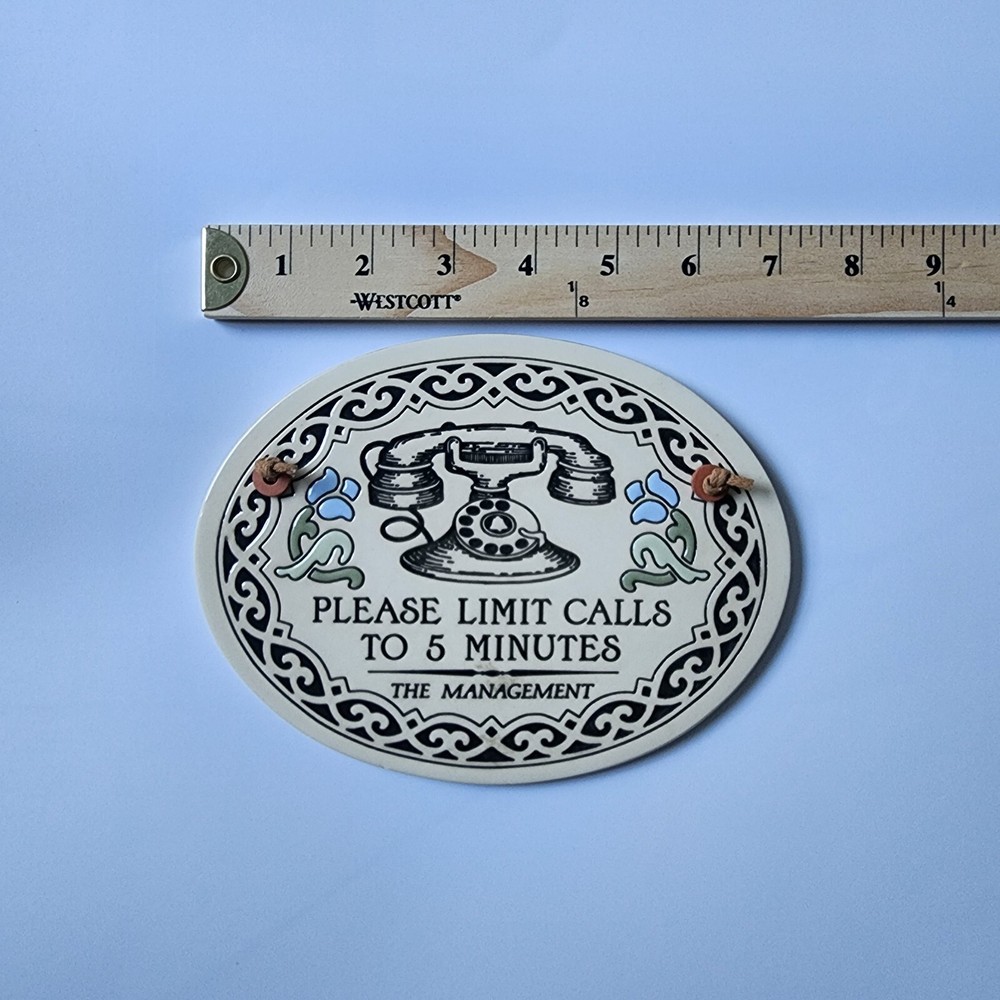 1 2 3 4 5 6 7 8 9
WESTCOTT®
1/8 1/4
PLEASE LIMIT CALLS
TO 5 MINUTES
THE MANAGEMENT